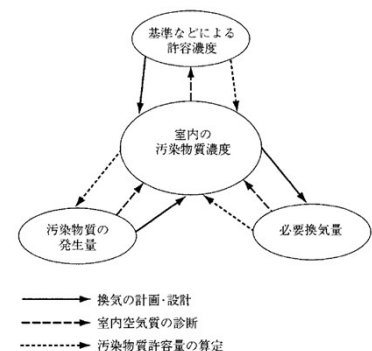 基準などによる
許容濃度
室内の
汚染物質濃度
汚染物質の
発生量
必要換気量
換気の計画・設計
室内空気質の診断
汚染物質許容量の算定